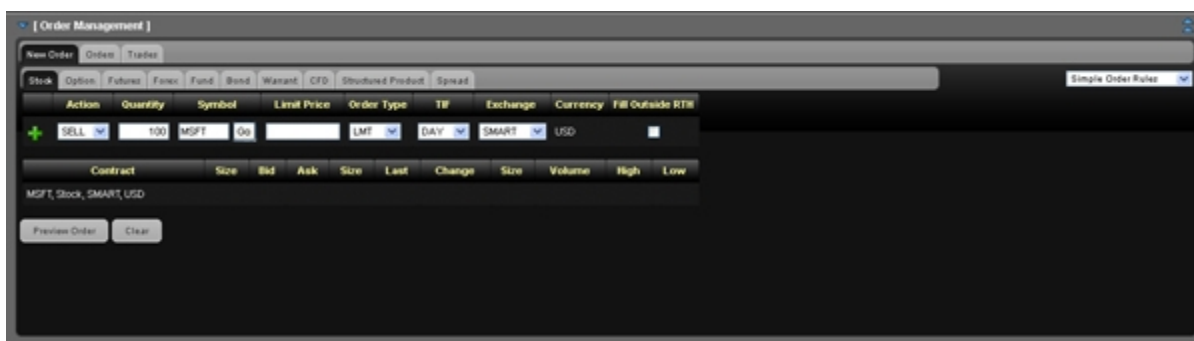 [ Order Management ]
New Order Orders Trades
Stock Option Futures Forex Fund Bond Warrant CFD Structured Product Spread Simple Order Rules
Action Quantity Symbol Limit Price Order Type TIF Exchange Currency Fill Outside RTH
SELL 100 MSFT Go LMT DAY SMART USD
Contract Size Bid Ask Size Last Change Size Volume High Low
MSFT, Stock, SMART, USD
Preview Order Clear